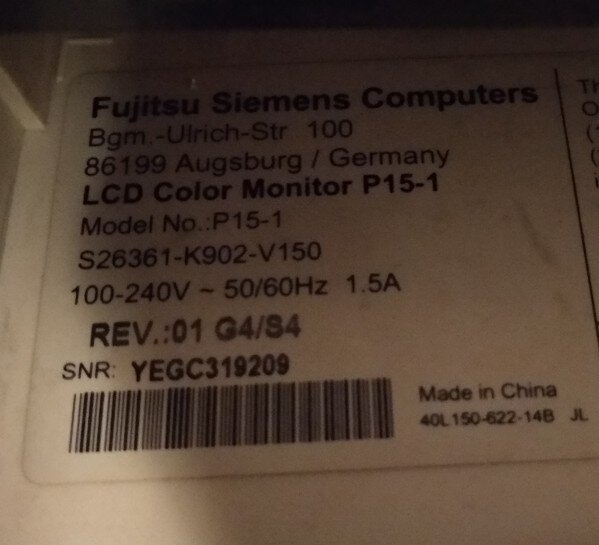 Fujitsu Siemens Computers
Bgm.-Ulrich-Str 100
86199 Augsburg / Germany
LCD Color Monitor P15-1
Model No.:P15-1
S26361-K902-V150
100-240V ~ 50/60Hz 1.5A
REV.:01 G4/S4
SNR: YEGC319209
Made in China
40L150-622-14B JL